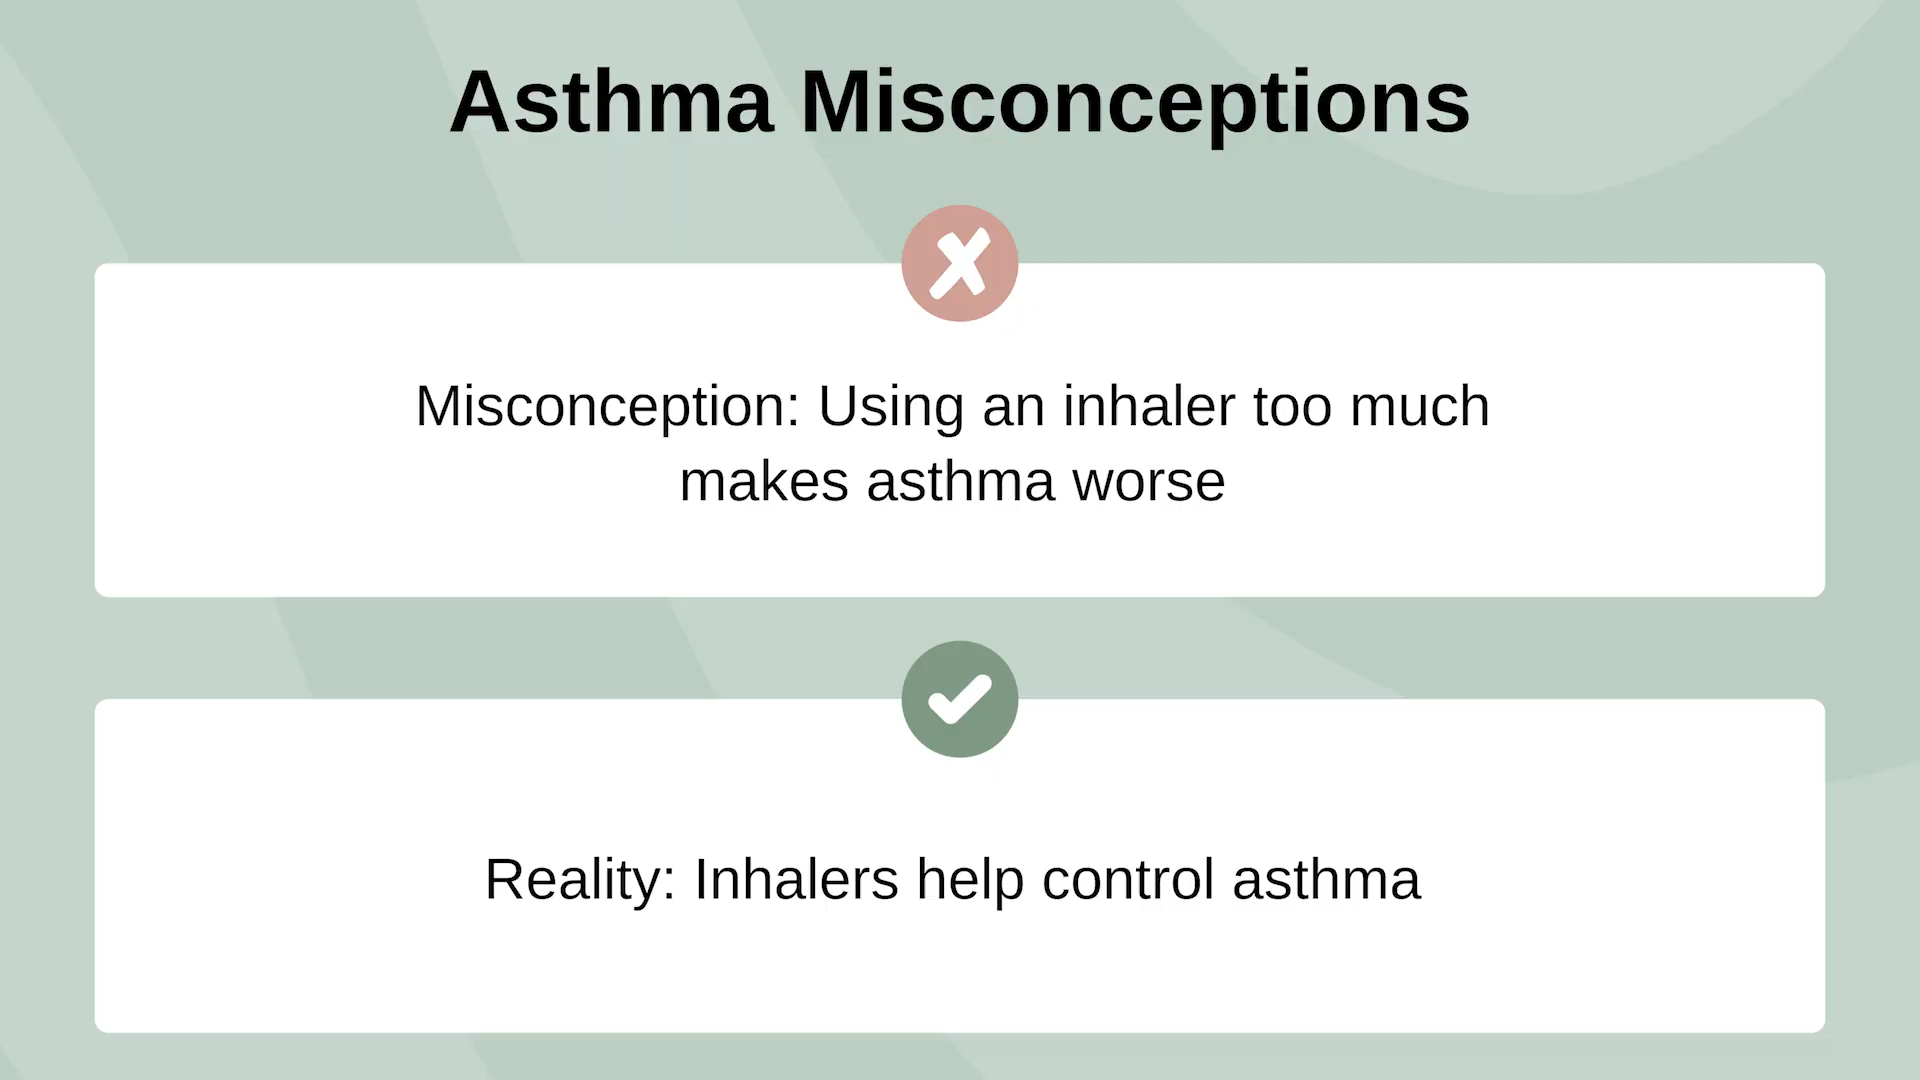 Asthma Misconceptions
Misconception: Using an inhaler too much
makes asthma worse
Reality: Inhalers help control asthma